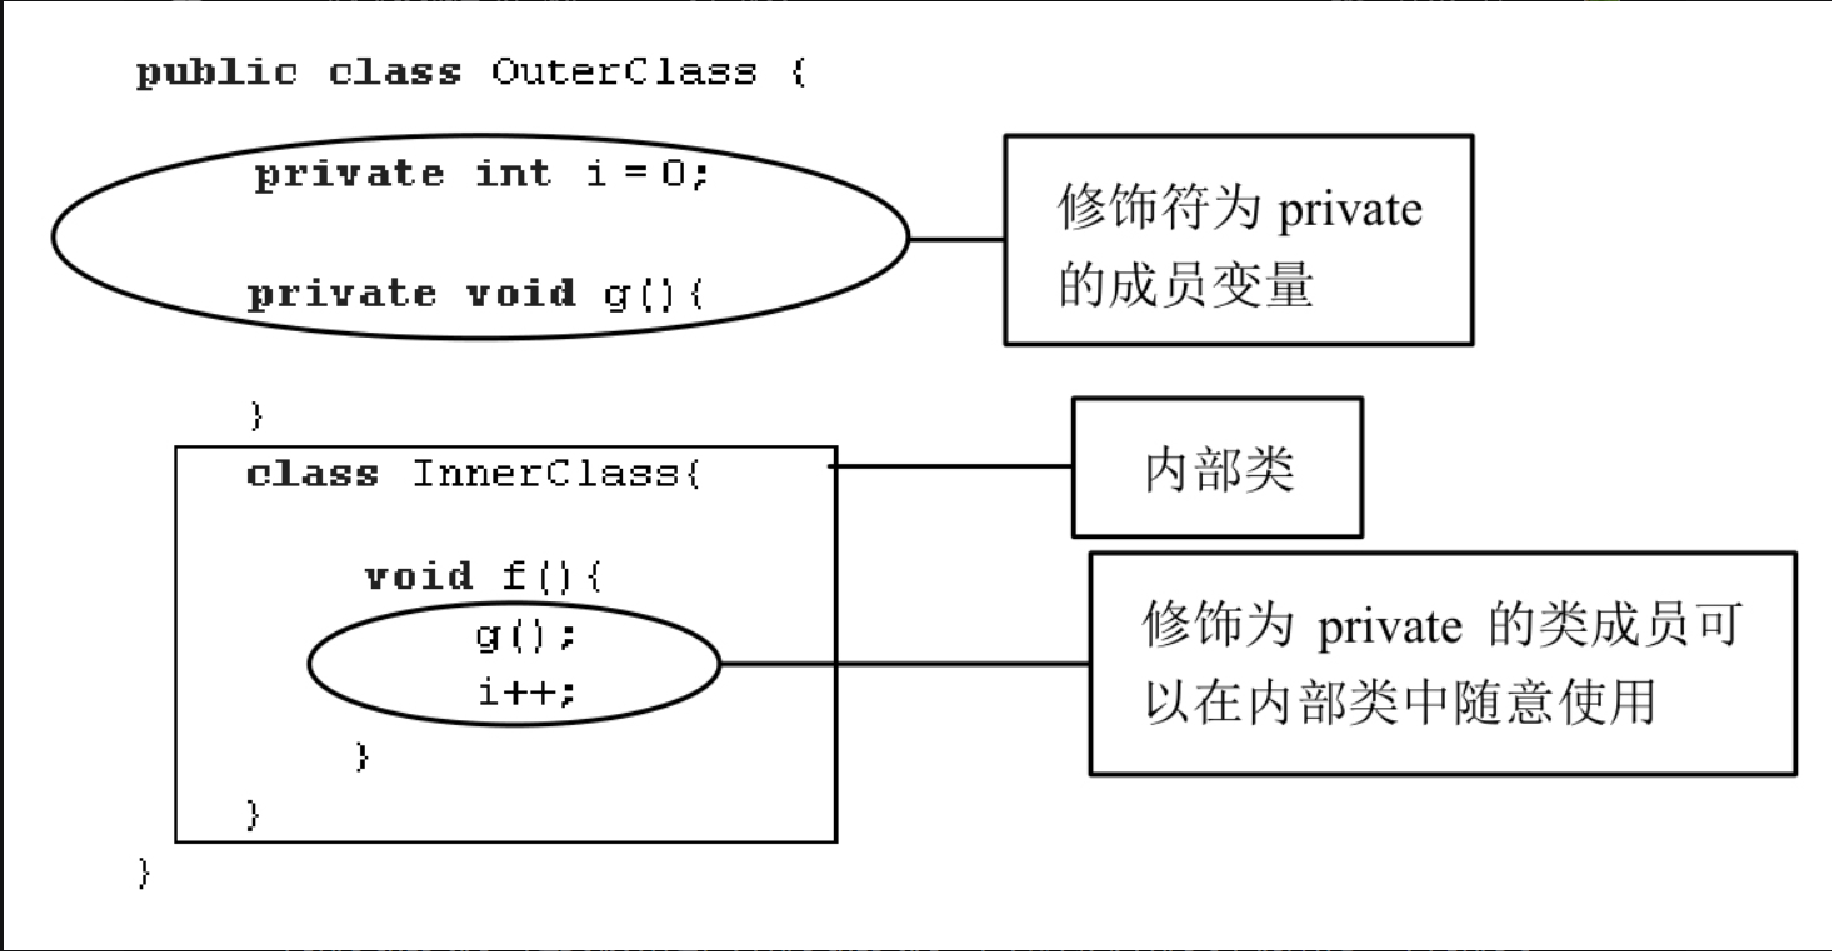 public class OuterClass {
private int i = 0;
修饰符为 private
的成员变量
private void g(){
}
class InnerClass{
内部类
void f(){
g();
i++;
修饰为 private 的类成员可
以在内部类中随意使用
}
}
}